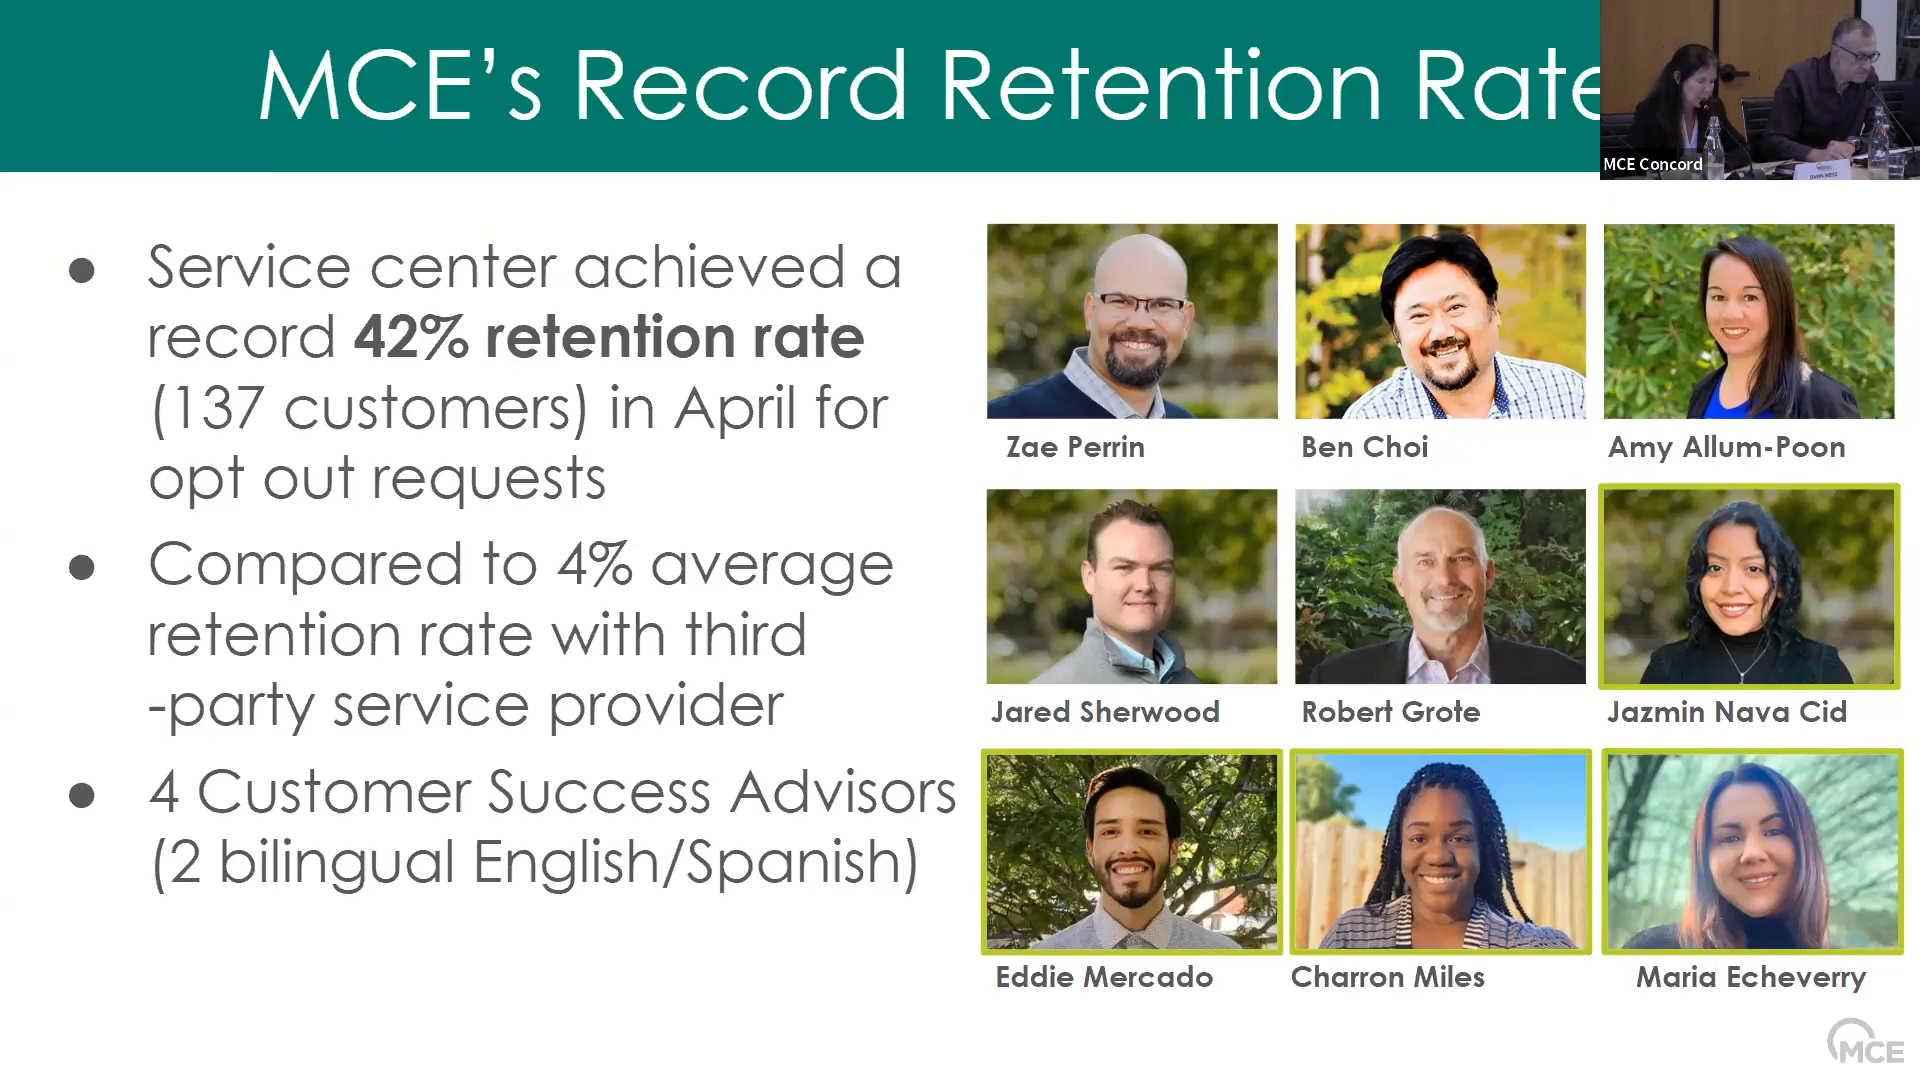 MCE's Record Retention Rate
MCE Concord
DAWN WEISZ
● Service center achieved a
record 42% retention rate
(137 customers) in April for
opt out requests
● Compared to 4% average
retention rate with third
-party service provider
● 4 Customer Success Advisors
(2 bilingual English/Spanish)
Zae Perrin
Ben Choi
Amy Allum-Poon
Jared Sherwood
Robert Grote
Jazmin Nava Cid
Eddie Mercado
Charron Miles
Maria Echeverry
MCE